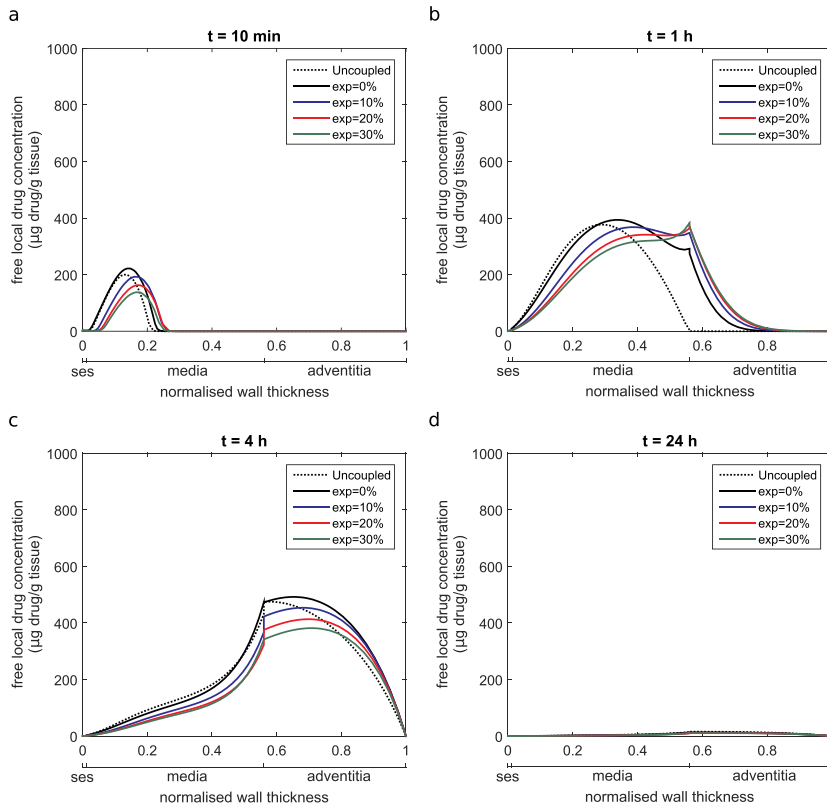 a
t = 10 min
1000
800
600
400
200
0
free local drug concentration
(µg drug/g tissue)
Uncoupled
exp=0%
exp=10%
exp=20%
exp=30%
0 0.2 0.4 0.6 0.8 1
ses media adventitia
normalised wall thickness
b
t = 1 h
1000
800
600
400
200
0
free local drug concentration
(µg drug/g tissue)
Uncoupled
exp=0%
exp=10%
exp=20%
exp=30%
0 0.2 0.4 0.6 0.8
ses media adventitia
normalised wall thickness
c
t = 4 h
1000
800
600
400
200
0
free local drug concentration
(µg drug/g tissue)
Uncoupled
exp=0%
exp=10%
exp=20%
exp=30%
0 0.2 0.4 0.6 0.8 1
ses media adventitia
normalised wall thickness
d
t = 24 h
1000
800
600
400
200
0
free local drug concentration
(µg drug/g tissue)
Uncoupled
exp=0%
exp=10%
exp=20%
exp=30%
0 0.2 0.4 0.6 0.8
ses media adventitia
normalised wall thickness